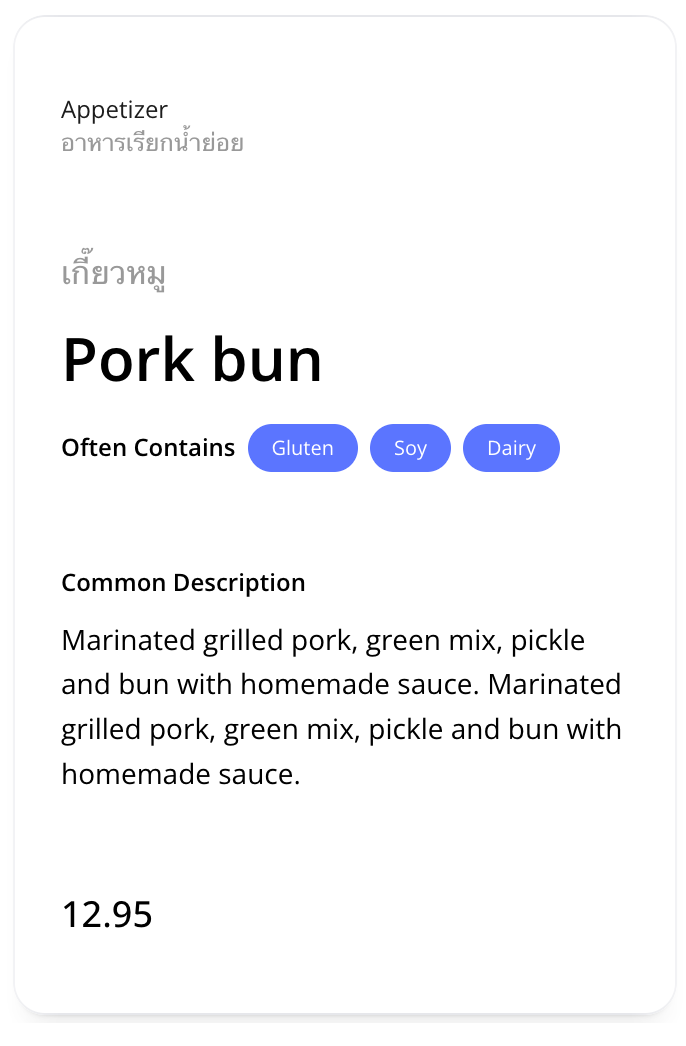 Appetizer
อาหารเรียกน้ำย่อย
เกี๊ยวหมู
Pork bun
Often Contains Gluten Soy Dairy
Common Description
Marinated grilled pork, green mix, pickle
and bun with homemade sauce. Marinated
grilled pork, green mix, pickle and bun with
homemade sauce.
12.95